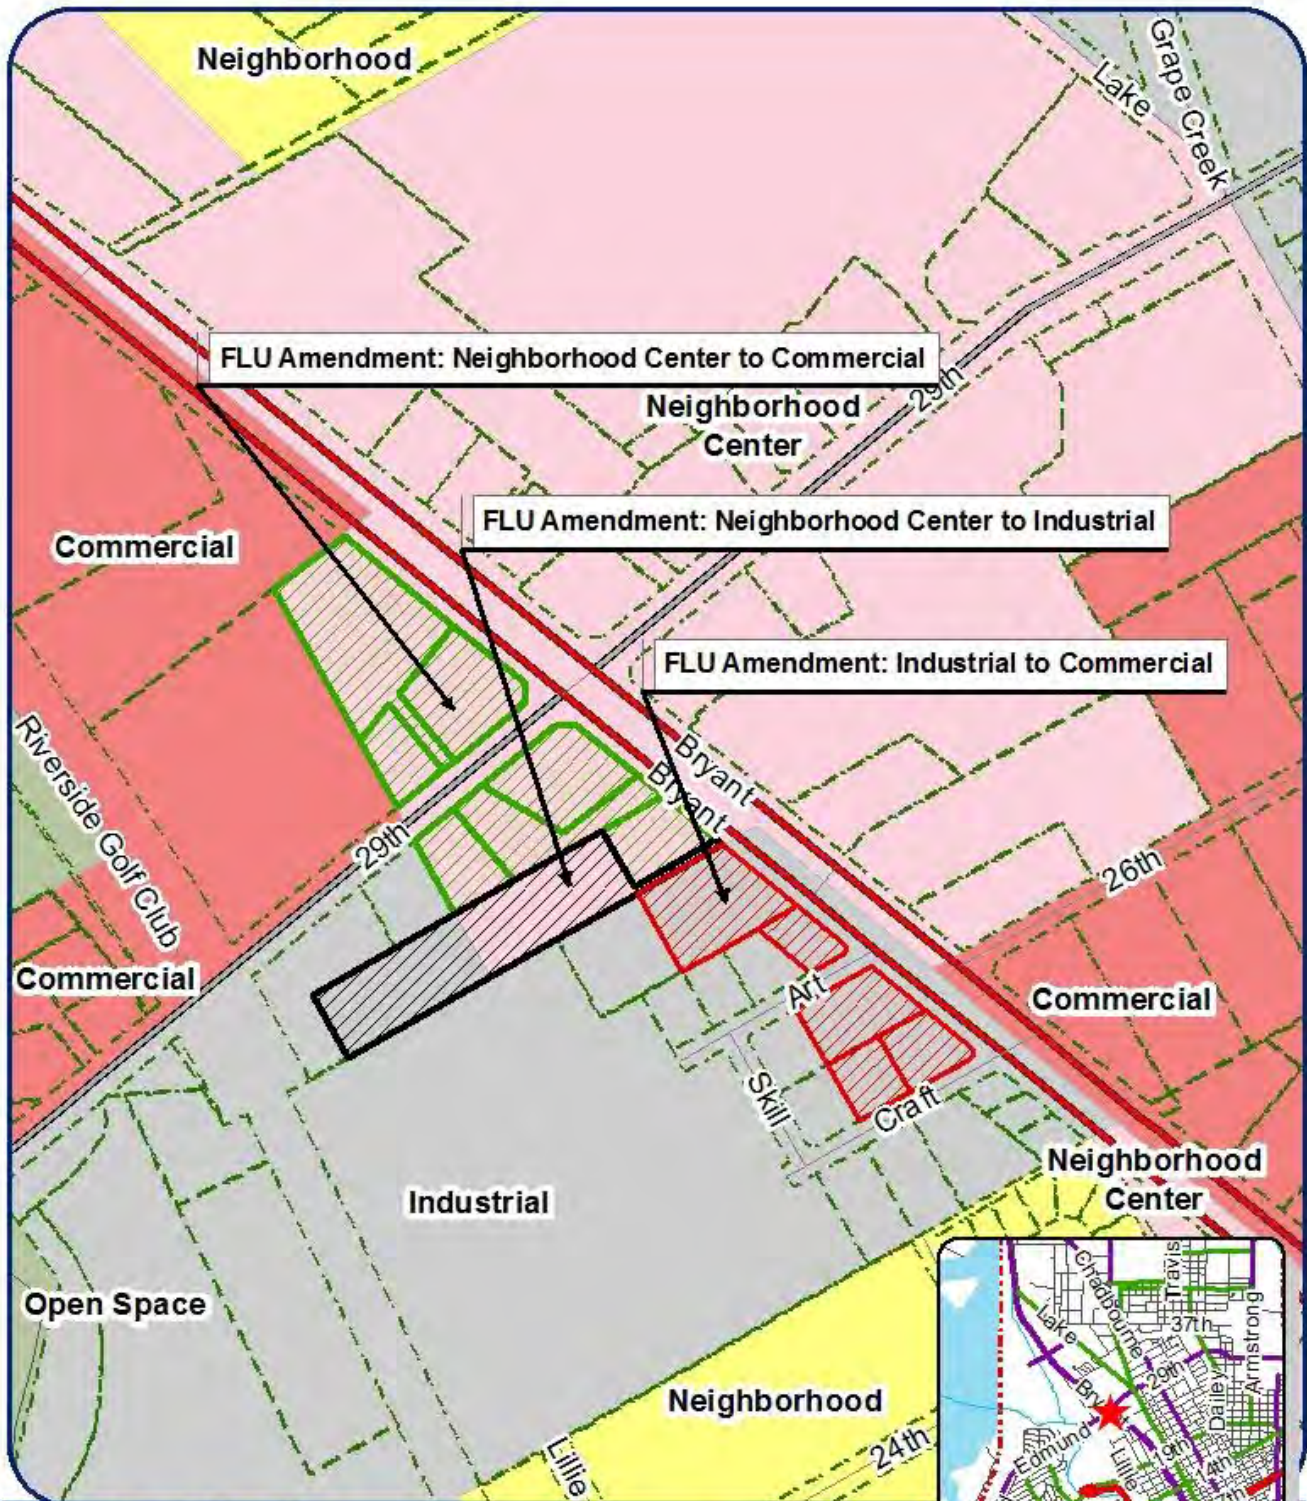 Neighborhood
Grape Creek
Lake
FLU Amendment: Neighborhood Center to Commercial
29th
Neighborhood
Center
FLU Amendment: Neighborhood Center to Industrial
Commercial
FLU Amendment: Industrial to Commercial
Riverside Golf Club
Bryant
Bryant
29th
26th
Commercial
Art
Commercial
Skill
Craft
Neighborhood
Center
Industrial
Open Space
Neighborhood
24th
Lillie
Chadbourne
Travis
Lake
37th
Armstrong
29th
Dailey
Edmund
Lillie
19th
14th